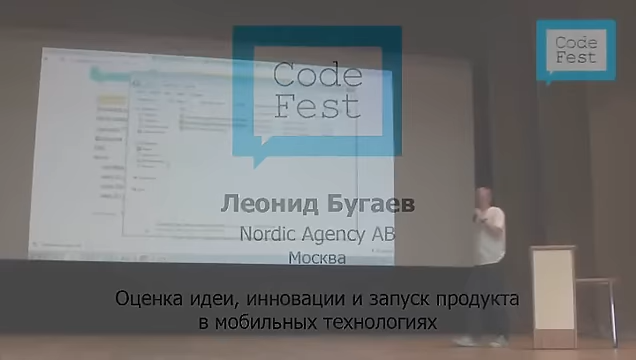 Code
Fest
Code
Fest
Леонид Бугаев
Nordic Agency AB
Москва
Оценка идеи, инновации и запуск продукта
в мобильных технологиях